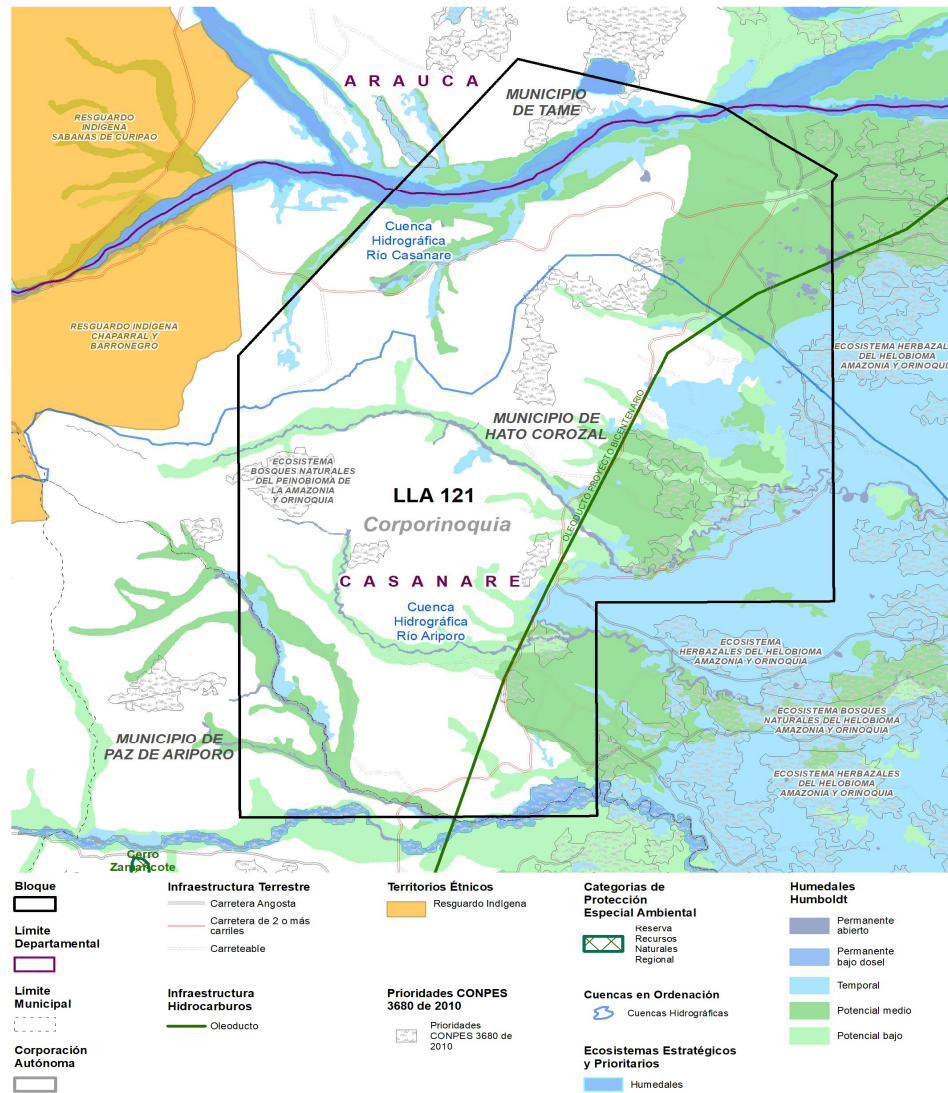 A R A U C A
MUNICIPIO
DE TAME
RESGUARDO
INDÍGENA
SABANAS DE CURIPAO
Cuenca
Hidrográfica
Río Casanare
RESGUARDO INDÍGENA
CHAPARRAL Y
BARRONEGRO
ECOSISTEMA HERBAZAL
DEL HELOBIOMA
AMAZONIA Y ORINOQUIA
MUNICIPIO DE
HATO COROZAL
OLEODUCTO PROYECTO BICENTENARIO
ECOSISTEMA
BOSQUES NATURALES
DEL PEINOBIOMA DE
LA AMAZONIA
Y ORINOQUIA
LLA 121
Corporinoquia
C A S A N A R E
Cuenca
Hidrográfica
Río Ariporo
ECOSISTEMA
HERBAZALES DEL HELOBIOMA
AMAZONIA Y ORINOQUIA
ECOSISTEMA BOSQUES
NATURALES DEL HELOBIOMA
AMAZONIA Y ORINOQUIA
MUNICIPIO DE
PAZ DE ARIPORO
ECOSISTEMA HERBAZALES
DEL HELOBIOMA
AMAZONIA Y ORINOQUIA
Cerro
Zamaricote
Bloque
Límite
Departamental
Límite
Municipal
Corporación
Autónoma
Infraestructura Terrestre
Carretera Angosta
Carretera de 2 o más
carriles
Carreteable
Infraestructura
Hidrocarburos
Oleoducto
Territorios Étnicos
Resguardo Indígena
Prioridades CONPES
3680 de 2010
Prioridades
CONPES 3680 de
2010
Categorias de
Protección
Especial Ambiental
Reserva
Recursos
Naturales
Regional
Cuencas en Ordenación
Cuencas Hidrográficas
Ecosistemas Estratégicos
y Prioritarios
Humedales
Humedales
Humboldt
Permanente
abierto
Permanente
bajo dosel
Temporal
Potencial medio
Potencial bajo